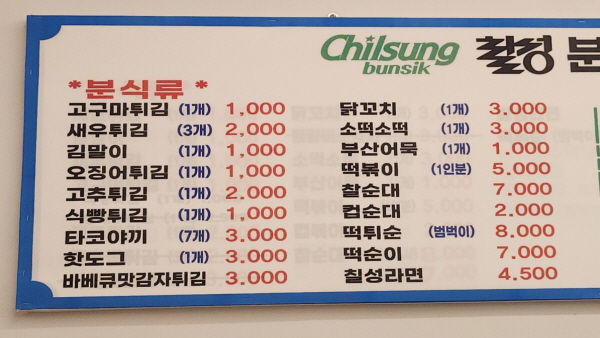 Chilsung
bunsik
칠성 분
*분식류*
고구마튀김 (1개) 1,000
새우튀김 (3개) 2,000
김말이 (1개) 1,000
오징어튀김 (1개) 1,000
고추튀김 (1개) 2,000
식빵튀김 (1개) 1,000
타코야끼 (7개) 3,000
핫도그 (1개) 3,000
바베큐맛감자튀김 3,000
닭꼬치 (1개) 3.000
소떡소떡 (1개) 3.000
부산어묵 (1개) 1.000
떡볶이 (1인분) 5.000
찰순대 7.000
컵순대 2.000
떡튀순 (범벅이) 8.000
떡순이 7.000
칠성라면 4.500